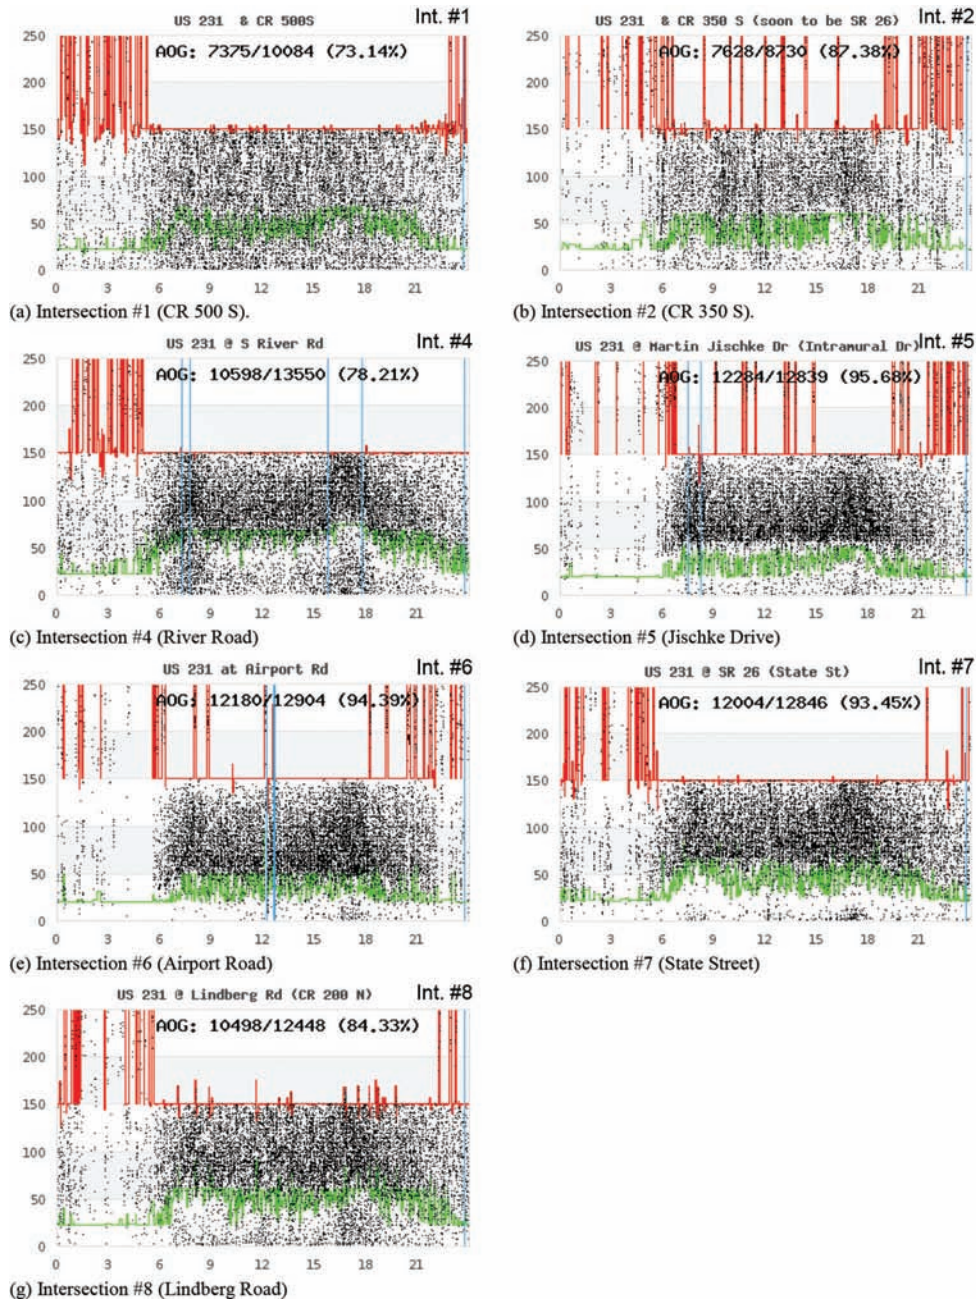 US 231 & CR 500S Int. #1
AOG: 7375/10084 (73.14%)
250
200
150
100
50
0
0 3 6 9 12 15 18 21
(a) Intersection #1 (CR 500 S).
US 231 & CR 350 S (soon to be SR 26) Int. #2
AOG: 7628/8730 (87.38%)
250
200
150
100
50
0
0 3 6 9 12 15 18 21
(b) Intersection #2 (CR 350 S).
US 231 @ S River Rd Int. #4
AOG: 10598/13550 (78.21%)
250
200
150
100
50
0
0 3 6 9 12 15 18 21
(c) Intersection #4 (River Road)
US 231 @ Martin Jischke Dr (Intramural Dr) Int. #5
AOG: 12284/12839 (95.68%)
250
200
150
100
50
0
0 3 6 9 12 15 18 21
(d) Intersection #5 (Jischke Drive)
US 231 at Airport Rd Int. #6
AOG: 12180/12904 (94.39%)
250
200
150
100
50
0
0 3 6 9 12 15 18 21
(e) Intersection #6 (Airport Road)
US 231 @ SR 26 (State St) Int. #7
AOG: 12004/12846 (93.45%)
250
200
150
100
50
0
0 3 6 9 12 15 18 21
(f) Intersection #7 (State Street)
US 231 @ Lindberg Rd (CR 200 N) Int. #8
AOG: 10498/12448 (84.33%)
250
200
150
100
50
0
0 3 6 9 12 15 18 21
(g) Intersection #8 (Lindberg Road)